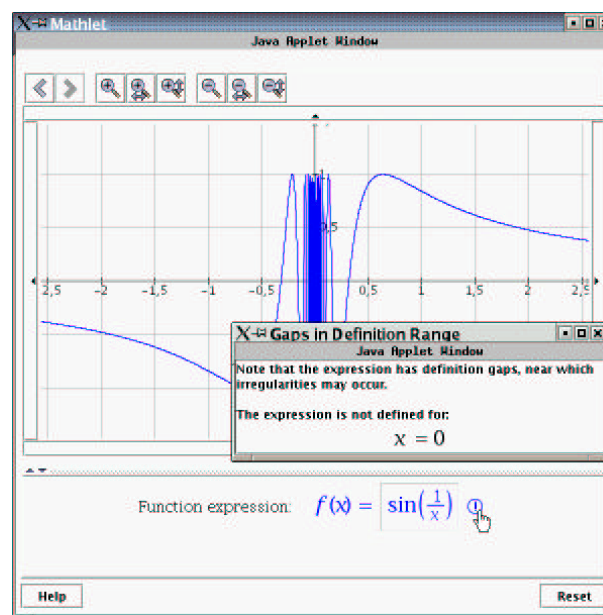 Mathlet
Java Applet Window
1
0,5
2,5 -2 -1,5 -1 -0,5 0,5 1 1,5 2 2,5
Gaps in Definition Range
Java Applet Window
Note that the expression has definition gaps, near which
irregularities may occur.
The expression is not defined for:
x = 0
Function expression: f(x) = sin(1/x)
Help Reset